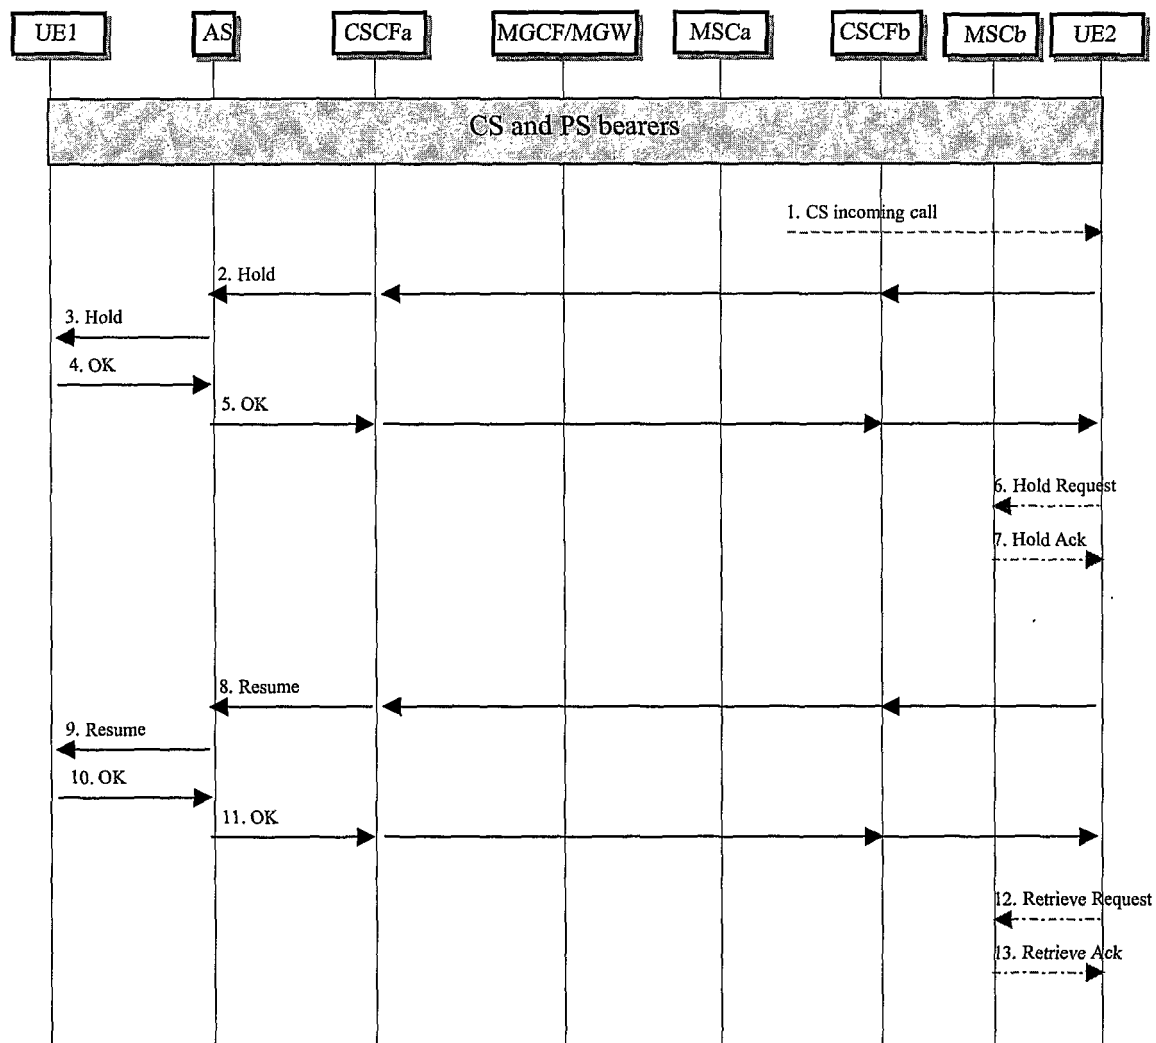 UE1
AS
CSCFa
MGCF/MGW
MSCa
CSCFb
MSCb
UE2
CS and PS bearers
1. CS incoming call
2. Hold
3. Hold
4. OK
5. OK
6. Hold Request
7. Hold Ack
8. Resume
9. Resume
10. OK
11. OK
12. Retrieve Request
13. Retrieve Ack